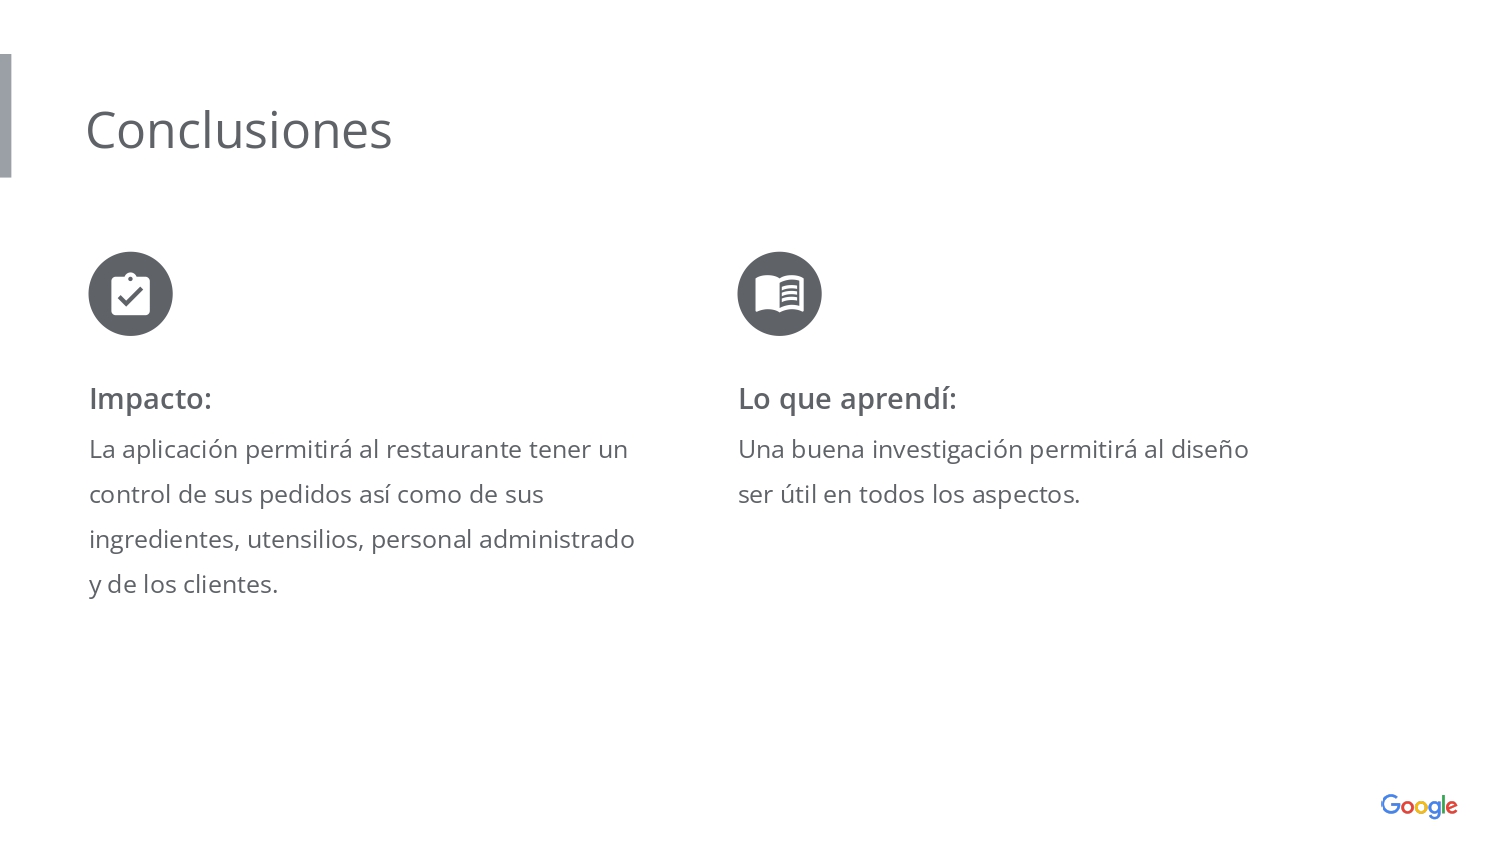 Conclusiones
Impacto:
La aplicación permitirá al restaurante tener un
control de sus pedidos así como de sus
ingredientes, utensilios, personal administrado
y de los clientes.
Lo que aprendí:
Una buena investigación permitirá al diseño
ser útil en todos los aspectos.
Google